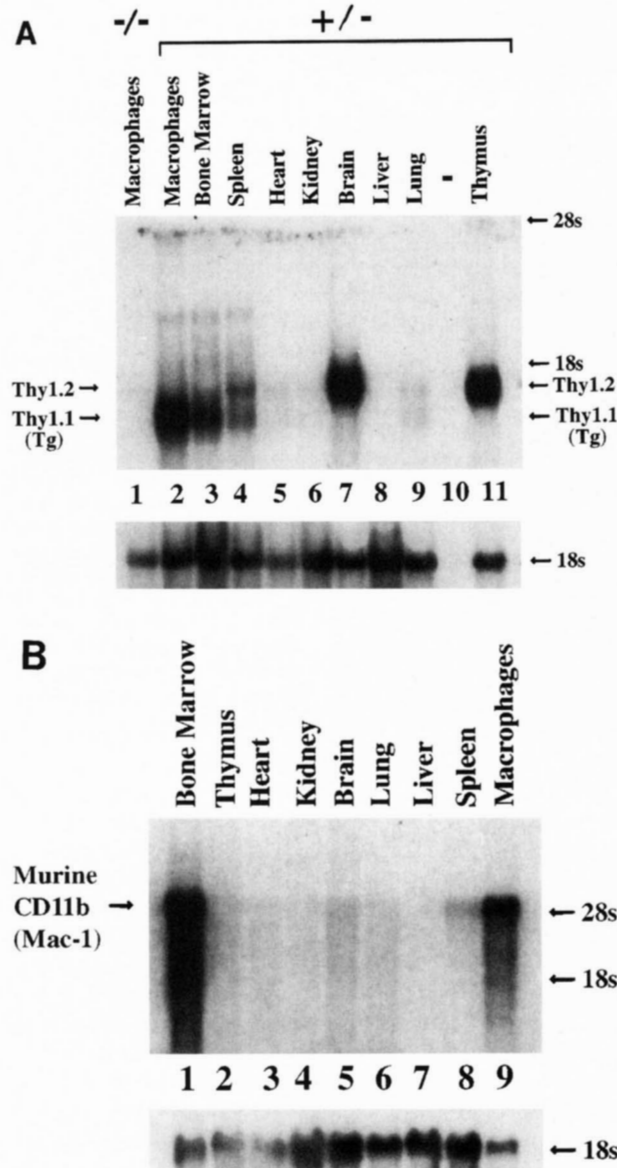 A
-/-
+/-
Macrophages
Macrophages
Bone Marrow
Spleen
Heart
Kidney
Brain
Liver
Lung
-
Thymus
28s
18s
Thy1.2
Thy1.2
Thy1.1
(Tg)
Thy1.1
(Tg)
1 2 3 4 5 6 7 8 9 10 11
18s
B
Bone Marrow
Thymus
Heart
Kidney
Brain
Lung
Liver
Spleen
Macrophages
Murine
CD11b
(Mac-1)
28s
18s
1 2 3 4 5 6 7 8 9
18s